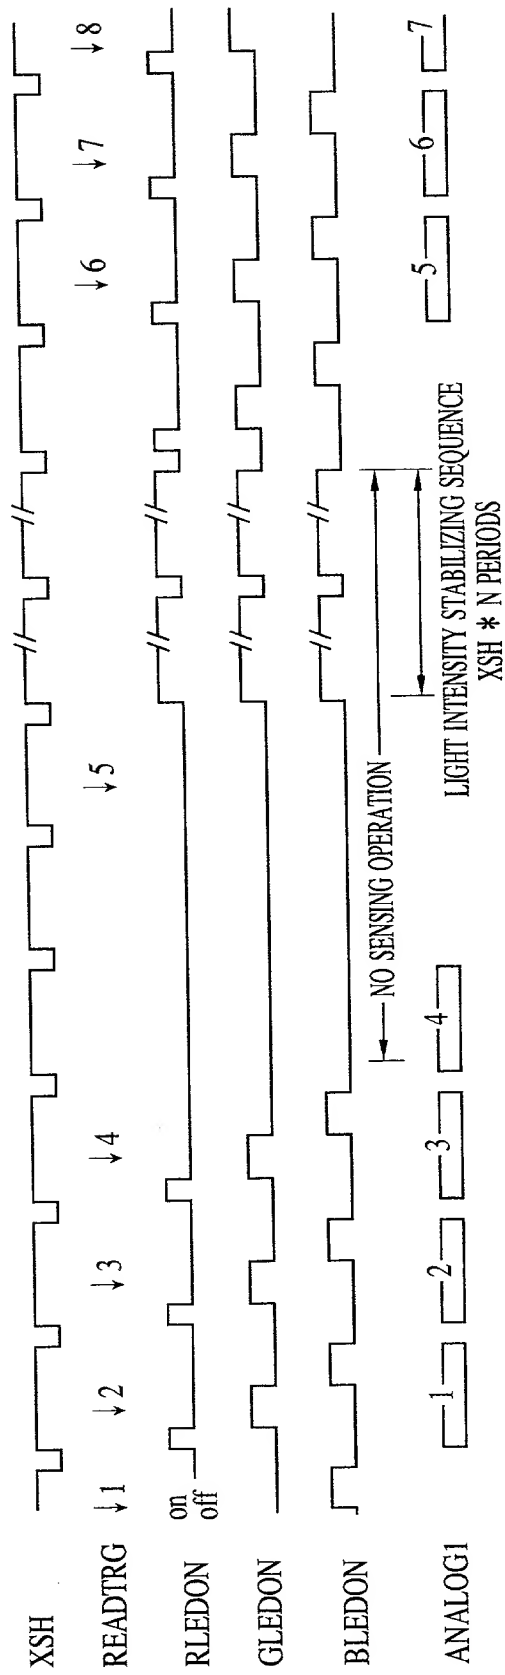 XSH
READTRG ↓1 ↓2 ↓3 ↓4 ↓5 ↓6 ↓7 ↓8
RLEDON on
off
GLEDON
BLEDON
NO SENSING OPERATION
ANALOG1 1 2 3 4 5 6 7
LIGHT INTENSITY STABILIZING SEQUENCE
XSH * N PERIODS